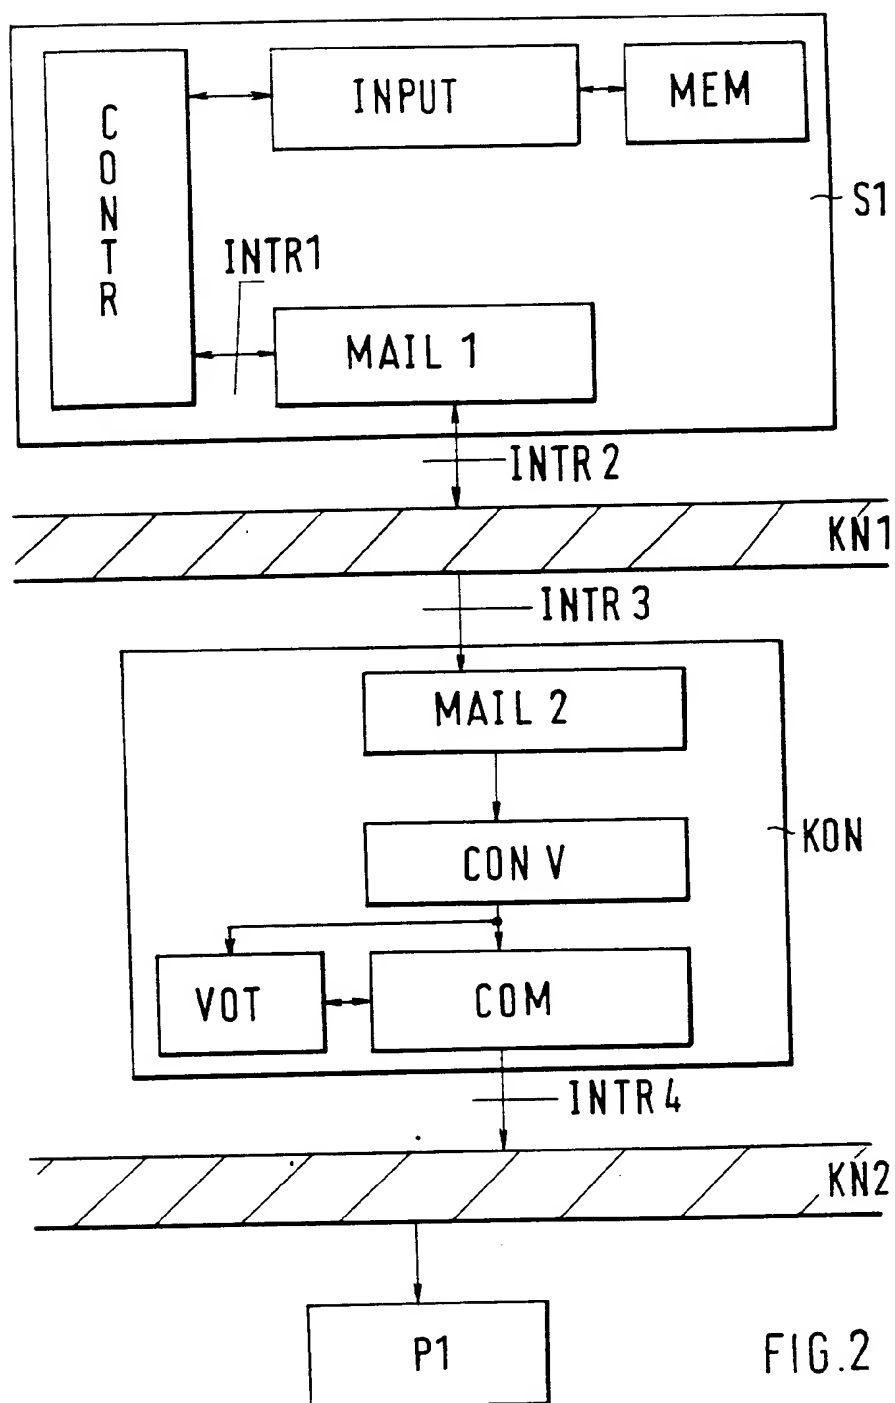 CONTR
INPUT
MEM
S1
INTR1
MAIL 1
INTR 2
KN1
INTR 3
MAIL 2
KON
CON V
VOT
COM
INTR 4
KN2
P1
FIG.2